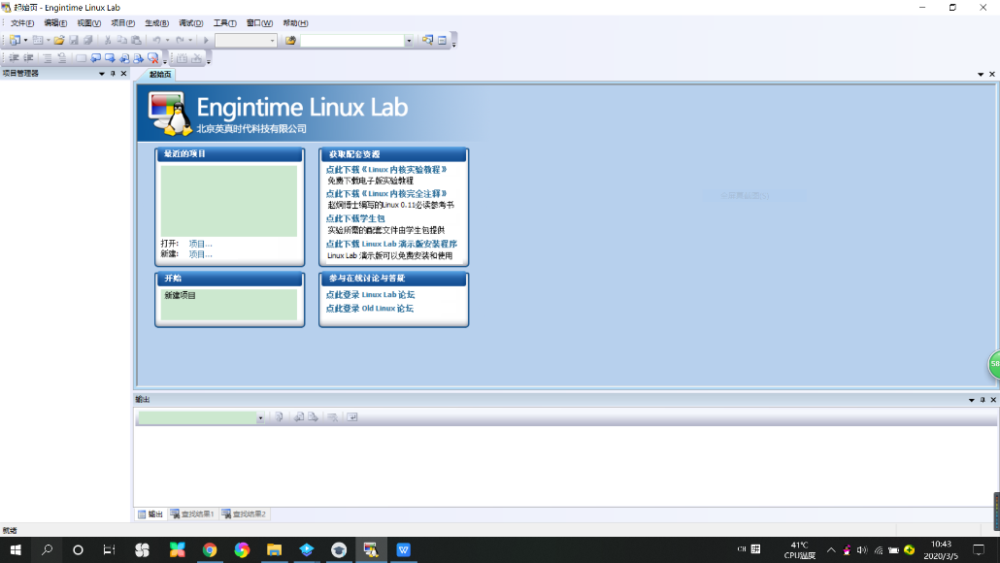 起始页 - Engintime Linux Lab
文件(F) 编辑(E) 视图(V) 项目(P) 生成(B) 调试(D) 工具(T) 窗口(W) 帮助(H)
项目管理器
起始页
Engintime Linux Lab
北京英真时代科技有限公司
最近的项目
打开: 项目...
新建: 项目...
开始
新建项目
获取配套资源
点此下载《Linux 内核实验教程》
免费下载电子版实验教程
点此下载《Linux 内核完全注释》
赵炯博士编写的Linux 0.11必读参考书
点此下载学生包
实验所需的配套文件由学生包提供
点此下载 Linux Lab 演示版安装程序
Linux Lab 演示版可以免费安装和使用
参与在线讨论与答疑
点此登录 Linux Lab 论坛
点此登录 Old Linux 论坛
58
输出
输出 查找结果1 查找结果2
就绪
CH 拼
41℃
CPU温度
10:43
2020/3/5